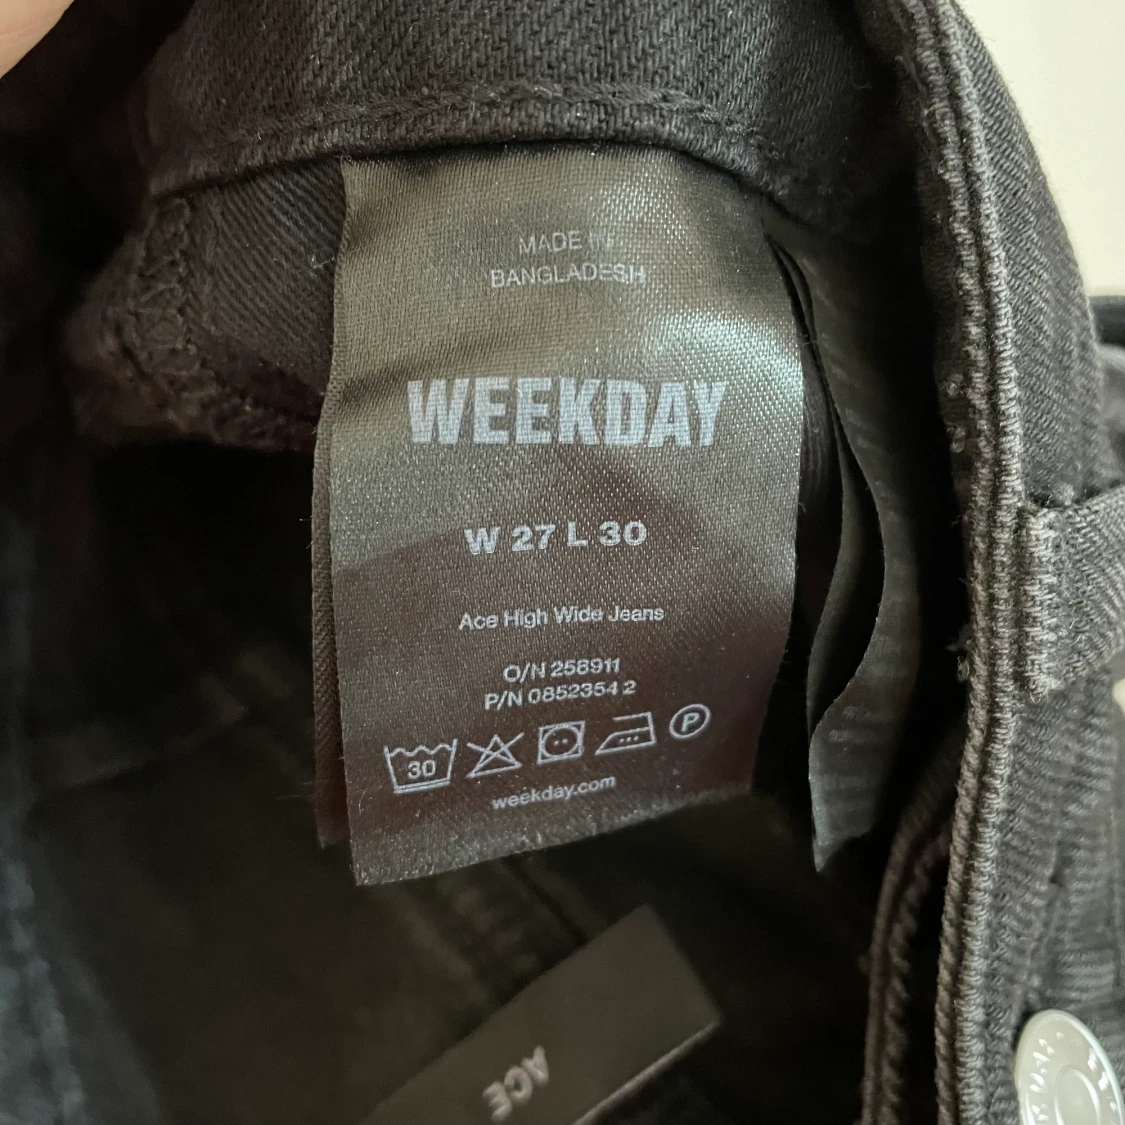 MADE IN
BANGLADESH
WEEKDAY
W 27 L 30
Ace High Wide Jeans
O/N 258911
P/N 0852354 2
30
P
weekday.com
ACE